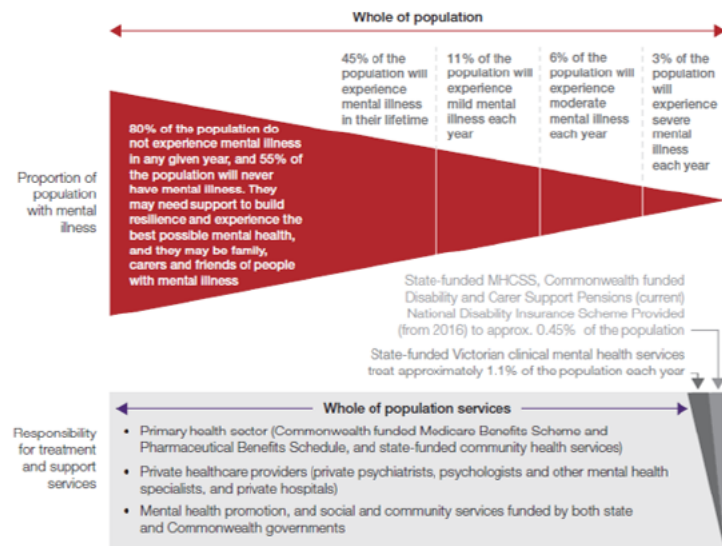 Whole of population
45% of the
population will
experience
mental illness
in their lifetime
11% of the
population will
experience
mild mental
illness each
year
6% of the
population will
experience
moderate
mental illness
each year
3% of the
population
will
experience
severe
mental
illness
each year
Proportion of
population
with mental
illness
80% of the population do
not experience mental illness
in any given year, and 55% of
the population will never
have mental illness. They
may need support to build
resilience and experience the
best possible mental health,
and they may be family,
carers and friends of people
with mental illness
State-funded MHCSS, Commonwealth funded
Disability and Carer Support Pensions (current)
National Disability Insurance Scheme Provided
(from 2016) to approx. 0.45% of the population
State-funded Victorian clinical mental health services
treat approximately 1.1% of the population each year
Responsibility
for treatment
and support
services
Whole of population services
• Primary health sector (Commonwealth funded Medicare Benefits Scheme and
Pharmaceutical Benefits Schedule, and state-funded community health services)
• Private healthcare providers (private psychiatrists, psychologists and other mental health
specialists, and private hospitals)
• Mental health promotion, and social and community services funded by both state
and Commonwealth governments